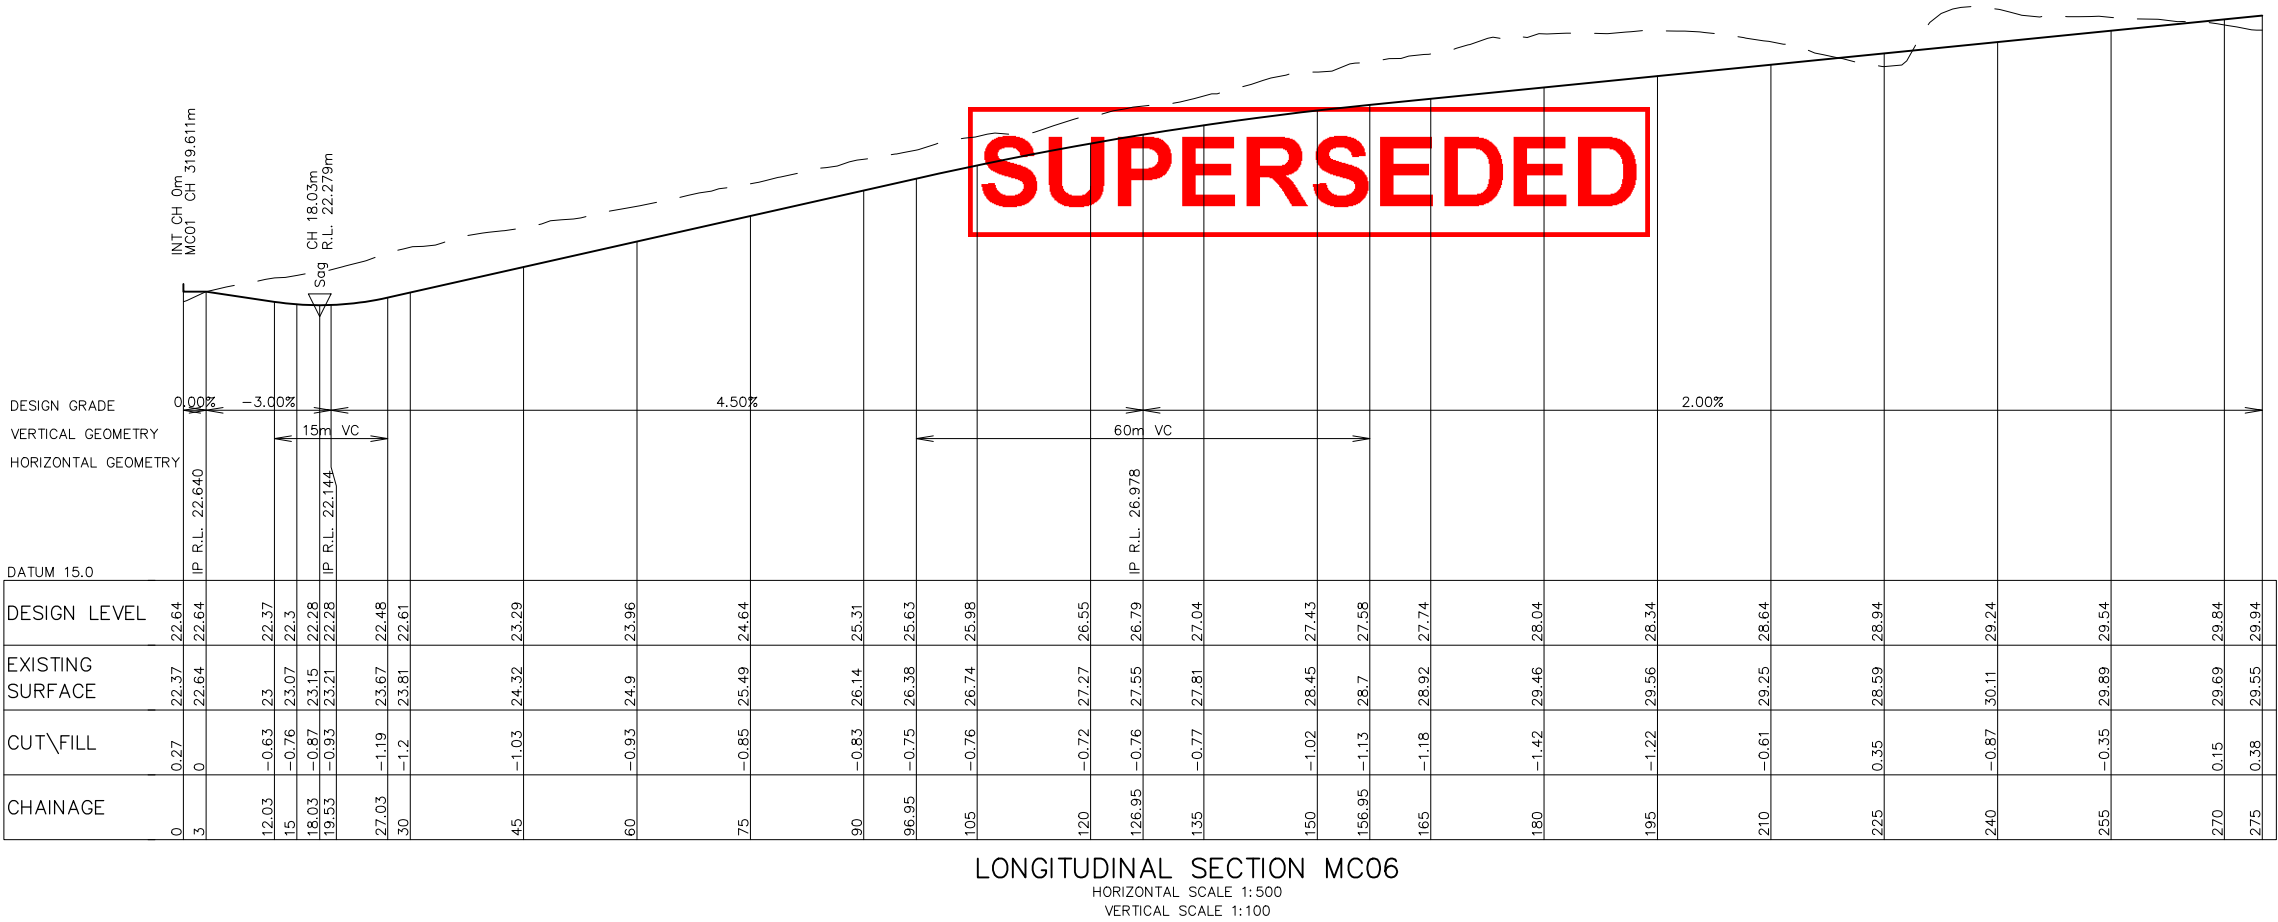 INT CH 0m
MC01 CH 319.611m
Sag CH 18.03m
R.L. 22.279m
SUPERSEDED
DESIGN GRADE 0.00% -3.00% 4.50% 2.00%
VERTICAL GEOMETRY 15m VC 60m VC
HORIZONTAL GEOMETRY
IP R.L. 22.640 IP R.L. 22.144 IP R.L. 26.978
DATUM 15.0
DESIGN LEVEL 22.64 22.64 22.37 22.3 22.28 22.28 22.48 22.61 23.29 23.96 24.64 25.31 25.63 25.98 26.55 26.79 27.04 27.43 27.58 27.74 28.04 28.34 28.64 28.94 29.24 29.54 29.84 29.94
EXISTING
SURFACE 22.37 22.64 23 23.07 23.15 23.21 23.67 23.81 24.32 24.9 25.49 26.14 26.38 26.74 27.27 27.55 27.81 28.45 28.7 28.92 29.46 29.56 29.25 28.59 30.11 29.89 29.69 29.55
CUT\FILL 0.27 0 -0.63 -0.76 -0.87 -0.93 -1.19 -1.2 -1.03 -0.93 -0.85 -0.83 -0.75 -0.76 -0.72 -0.76 -0.77 -1.02 -1.13 -1.18 -1.42 -1.22 -0.61 0.35 -0.87 -0.35 0.15 0.38
CHAINAGE 0 3 12.03 15 18.03 19.53 27.03 30 45 60 75 90 96.95 105 120 126.95 135 150 156.95 165 180 195 210 225 240 255 270 275
LONGITUDINAL SECTION MC06
HORIZONTAL SCALE 1:500
VERTICAL SCALE 1:100